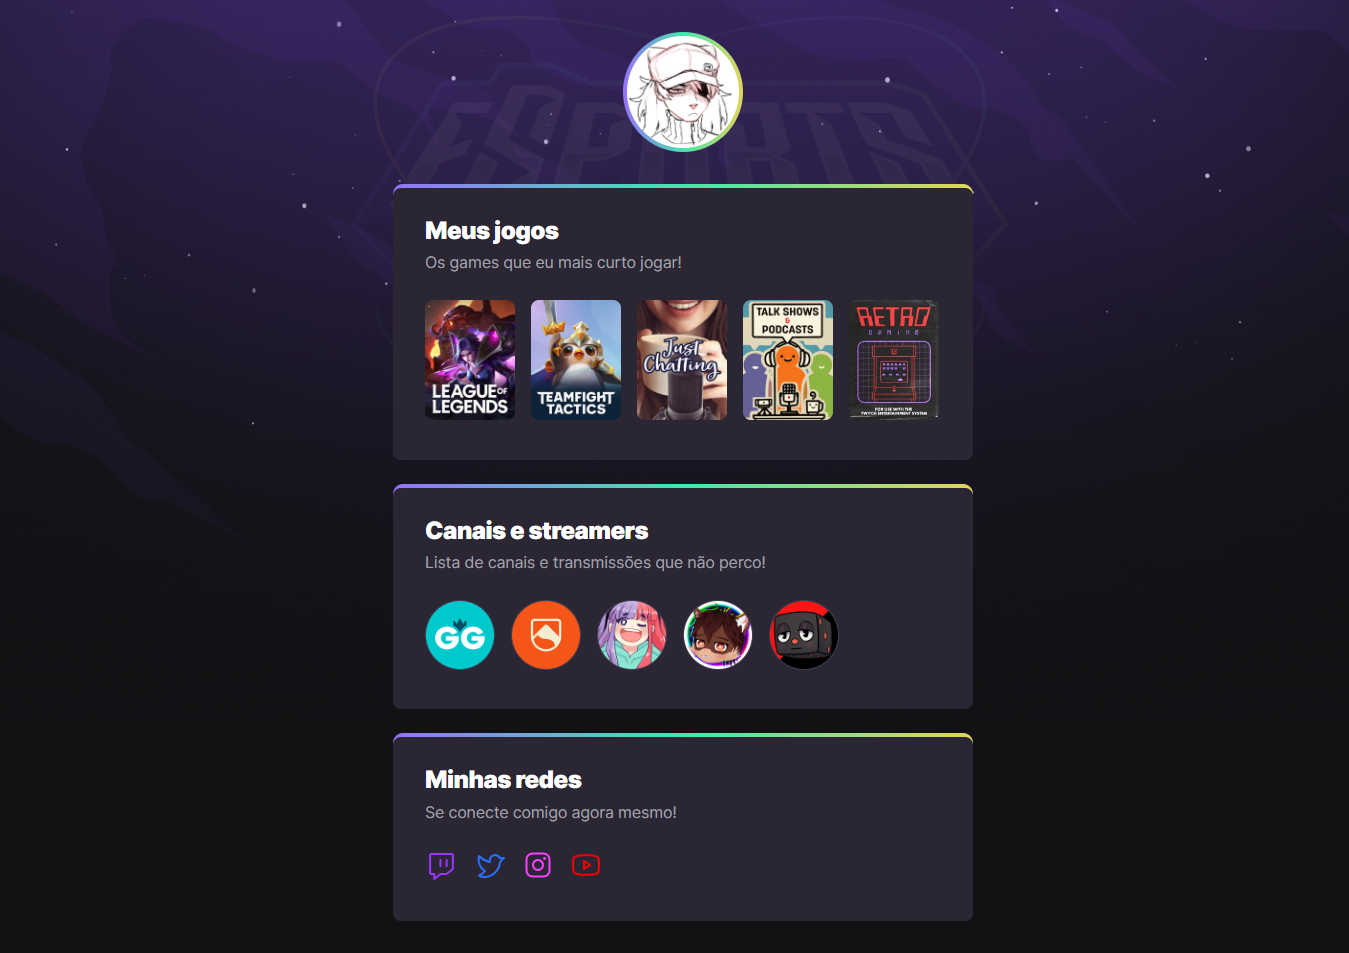 ESPORTS
Meus jogos
Os games que eu mais curto jogar!
LEAGUE OF
LEGENDS
TEAMFIGHT
TACTICS
Just
Chatting
TALK SHOWS
&
PODCASTS
RETRO
GAMING
FOR USE WITH THE
TWITCH ENTERTAINMENT SYSTEM
Canais e streamers
Lista de canais e transmissões que não perco!
GG
Minhas redes
Se conecte comigo agora mesmo!